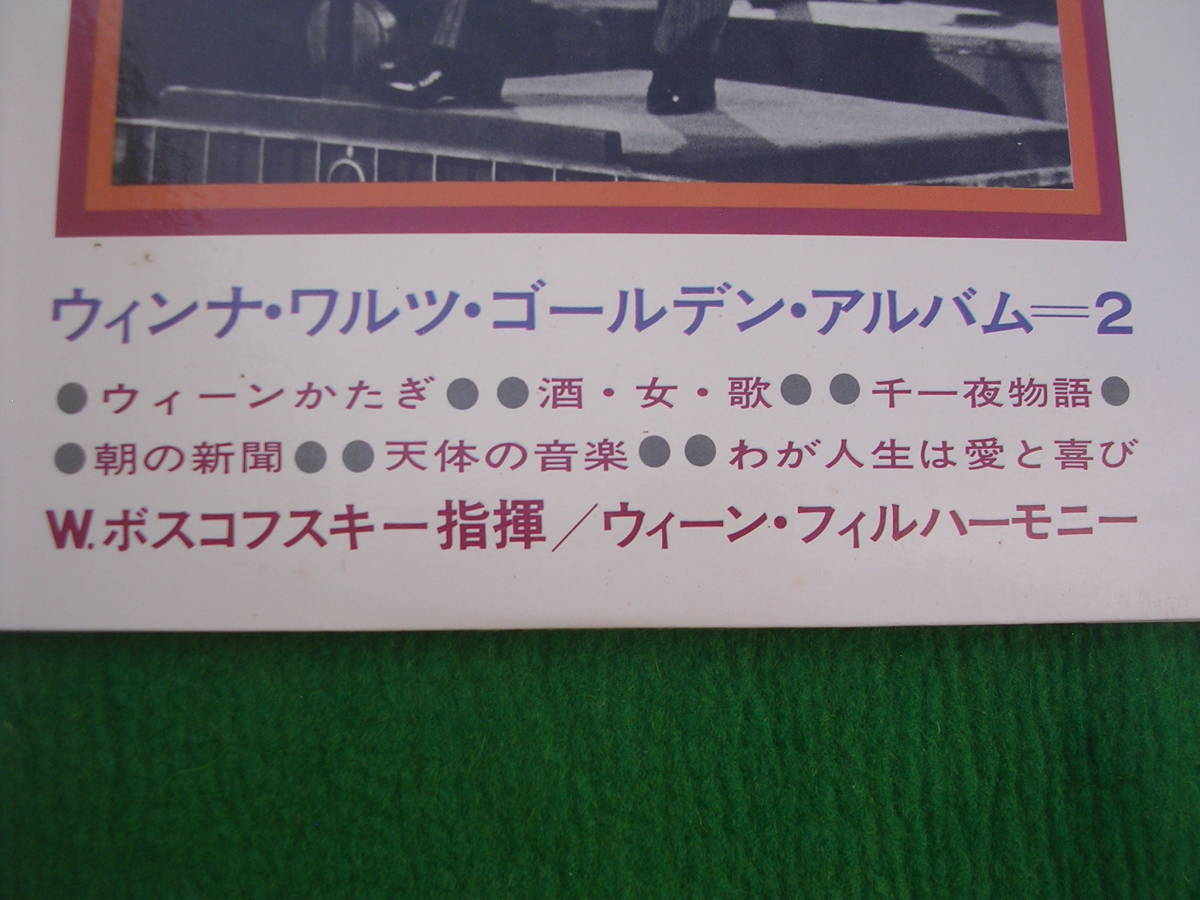 ウィンナ・ワルツ・ゴールデン・アルバム＝2
●ウィーンかたぎ●●酒・女・歌●●千一夜物語●
●朝の新聞●●天体の音楽●●わが人生は愛と喜び
W.ボスコフスキー指揮／ウィーン・フィルハーモニー